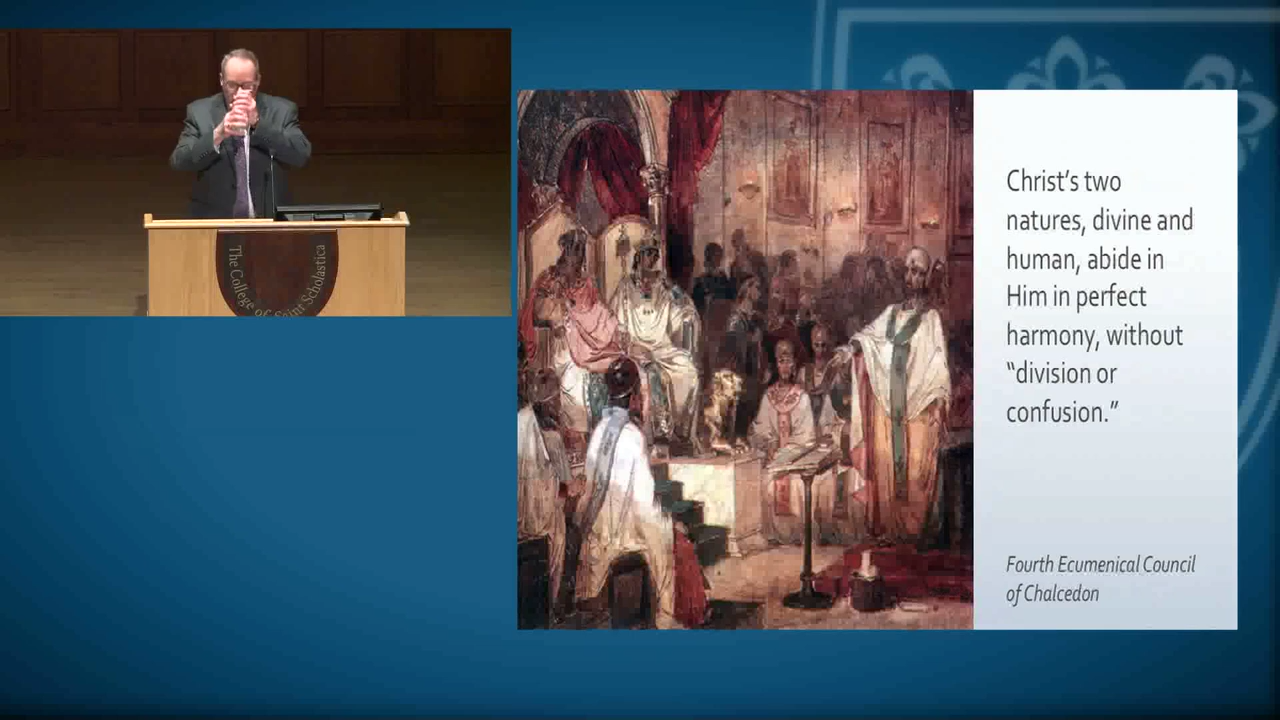 The College of Saint Scholastica
Christ’s two
natures, divine and
human, abide in
Him in perfect
harmony, without
“division or
confusion.”
Fourth Ecumenical Council
of Chalcedon